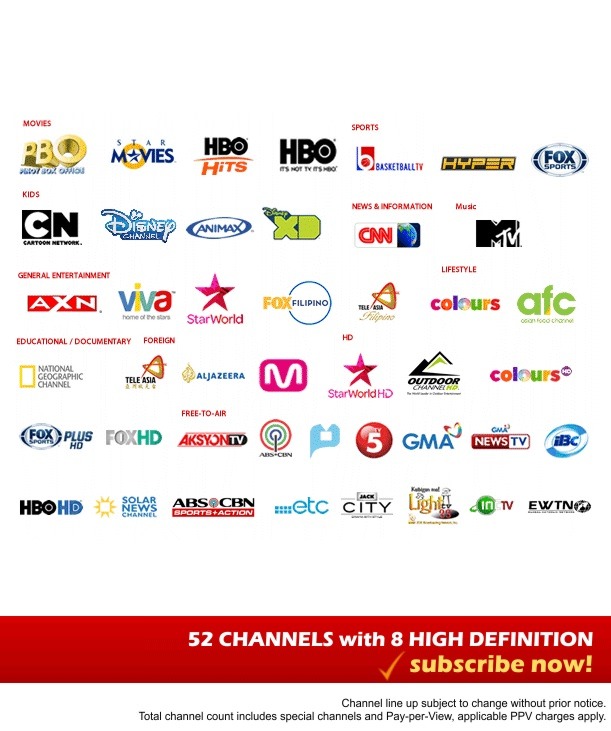 MOVIES
SPORTS
PBO
PINOY BOX OFFICE
STAR
MOVIES
HBO
HITS
HBO
IT'S NOT TV. IT'S HBO.
b
BASKETBALLTV
HYPER
FOX
SPORTS
KIDS
NEWS & INFORMATION
Music
CN
CARTOON NETWORK
Disney
CHANNEL
ANIMAX
Disney
XD
CNN
MTV
GENERAL ENTERTAINMENT
LIFESTYLE
AXN
viva
home of the stars
StarWorld
FOX FILIPINO
TELE ASIA
Filipino
colours
afc
asian food channel
EDUCATIONAL / DOCUMENTARY
FOREIGN
HD
NATIONAL
GEOGRAPHIC
CHANNEL
TELE ASIA
ALJAZEERA
M
StarWorld HD
OUTDOOR
CHANNEL HD
colours HD
FREE-TO-AIR
FOX
SPORTS
PLUS
HD
FOXHD
AKSYON TV
ABS-CBN
5
GMA
GMA
NEWS TV
iBC
HBO HD
SOLAR
NEWS
CHANNEL
ABS-CBN
SPORTS+ACTION
etc
JACK
CITY
Kaibigan mo!
Light
TV
INC TV
EWTN
52 CHANNELS with 8 HIGH DEFINITION
subscribe now!
Channel line up subject to change without prior notice.
Total channel count includes special channels and Pay-per-View, applicable PPV charges apply.